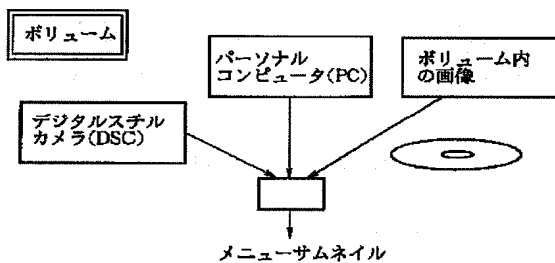 ボリューム
パーソナル
コンピュータ(PC)
ボリューム内
の画像
デジタルスチル
カメラ(DSC)
メニューサムネイル